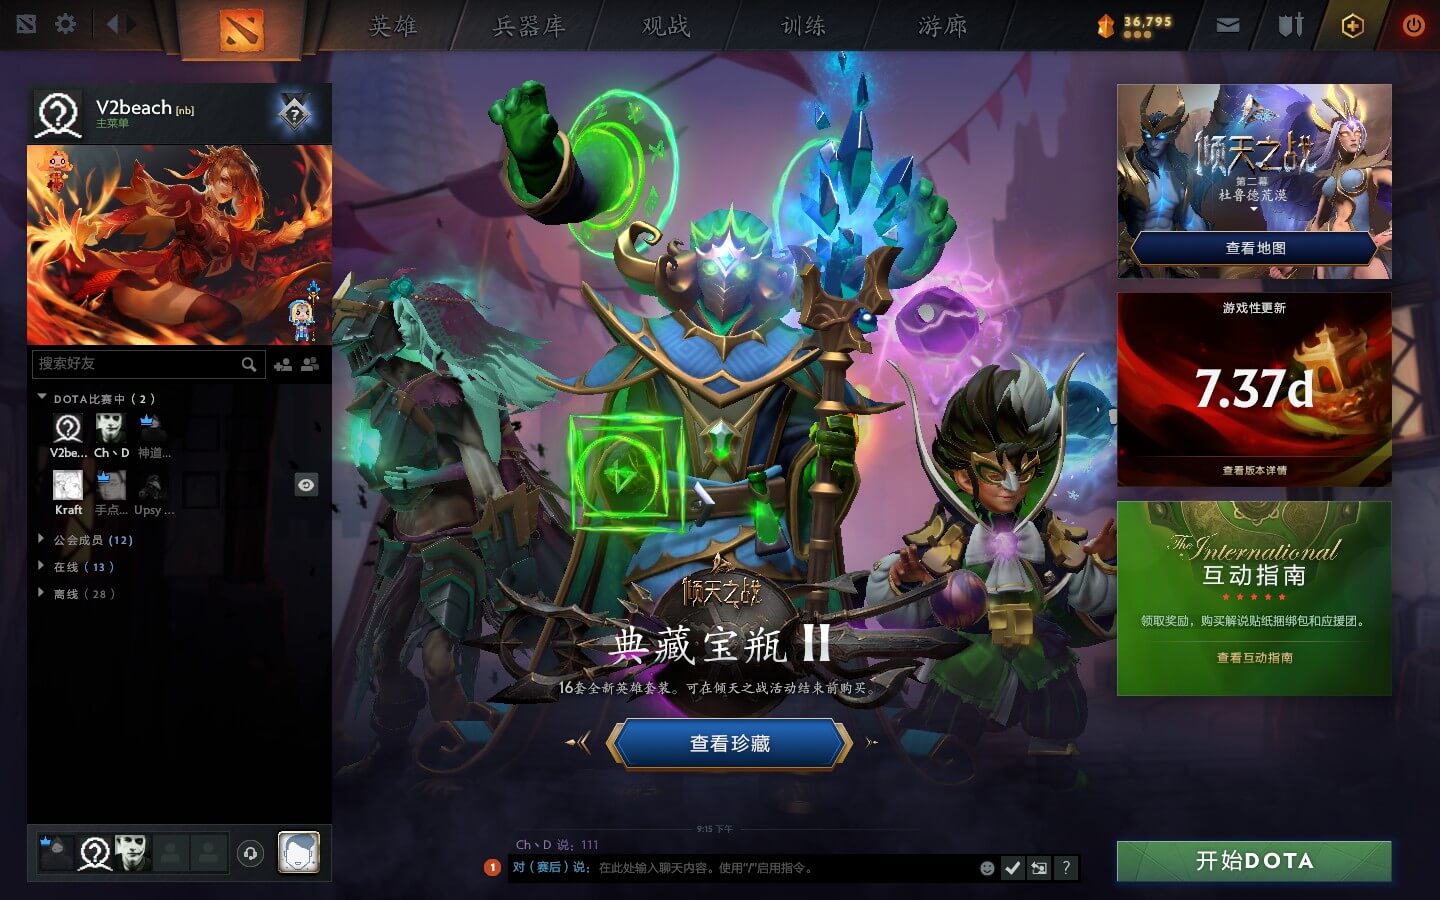 英雄
兵器库
观战
训练
游廊
36,795
V2beach [nb]
主菜单
搜索好友
DOTA比赛中 ( 2 )
V2be... Ch丶D 神道...
Kraft 手点... Upsy ...
公会成员 (12)
在线 ( 13 )
离线 ( 28 )
倾天之战
典藏宝瓶 II
16套全新英雄套装。可在倾天之战活动结束前购买。
查看珍藏
9:15 下午
Ch丶D 说: 111
1
对（赛后）说: 在此处输入聊天内容。使用“/”启用指令。
?
倾天之战
第二幕
杜鲁德荒漠
查看地图
游戏性更新
7.37d
查看版本详情
The International
互动指南
领取奖励，购买解说贴纸捆绑包和应援团。
查看互动指南
开始DOTA